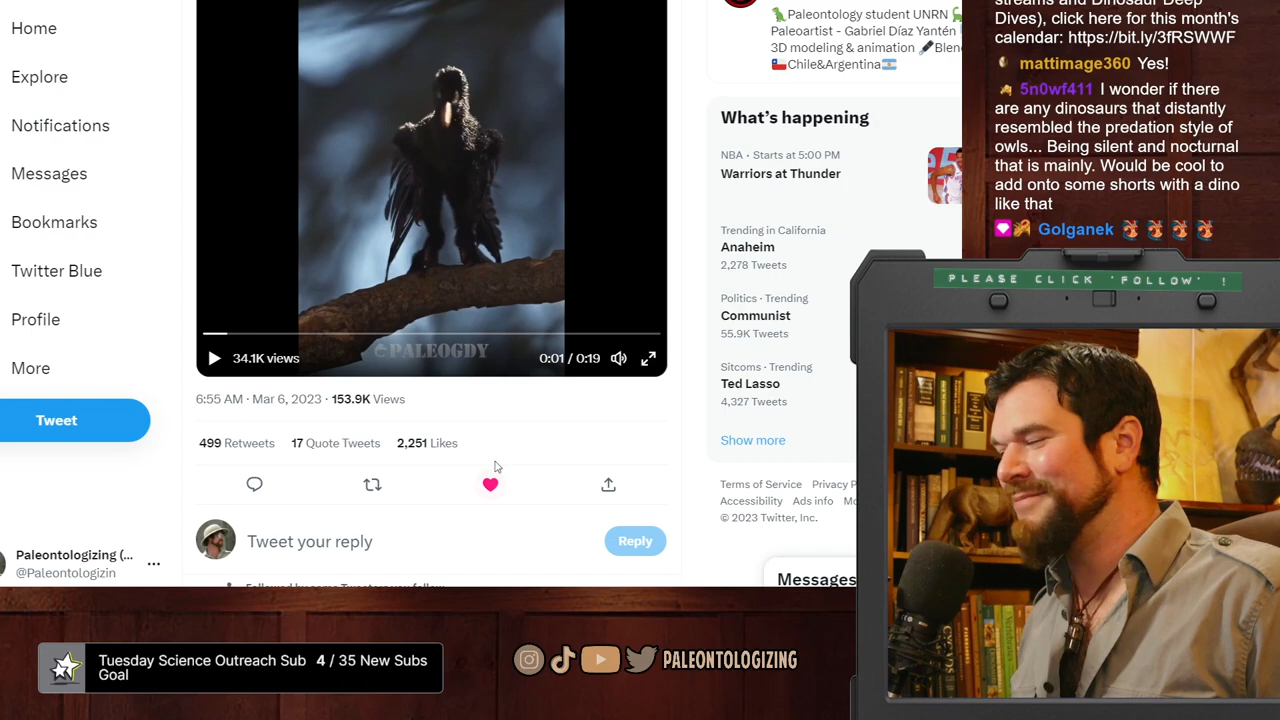 Home
Explore
Notifications
Messages
Bookmarks
Twitter Blue
Profile
More
Tweet
Paleontologizing (...
@Paleontologizin
@PALEOGDY
34.1K views
0:01 / 0:19
6:55 AM · Mar 6, 2023 · 153.9K Views
499 Retweets 17 Quote Tweets 2,251 Likes
Tweet your reply
Reply
🦖Paleontology student UNRN
Paleoartist - Gabriel Díaz Yantén
3D modeling & animation
🇨🇱Chile&Argentina🇦🇷
What's happening
NBA · Starts at 5:00 PM
Warriors at Thunder
Trending in California
Anaheim
2,278 Tweets
Politics · Trending
Communist
55.9K Tweets
Sitcoms · Trending
Ted Lasso
4,327 Tweets
Show more
Terms of Service Privacy P
Accessibility Ads info
© 2023 Twitter, Inc.
Messages
streams and Dinosaur Deep
Dives), click here for this month's
calendar: https://bit.ly/3fRSWWF
mattimage360 Yes!
5n0wf411 I wonder if there
are any dinosaurs that distantly
resembled the predation style of
owls... Being silent and nocturnal
that is mainly. Would be cool to
add onto some shorts with a dino
like that
Golganek
PLEASE CLICK 'FOLLOW' !
Tuesday Science Outreach Sub
Goal
4 / 35 New Subs
PALEONTOLOGIZING